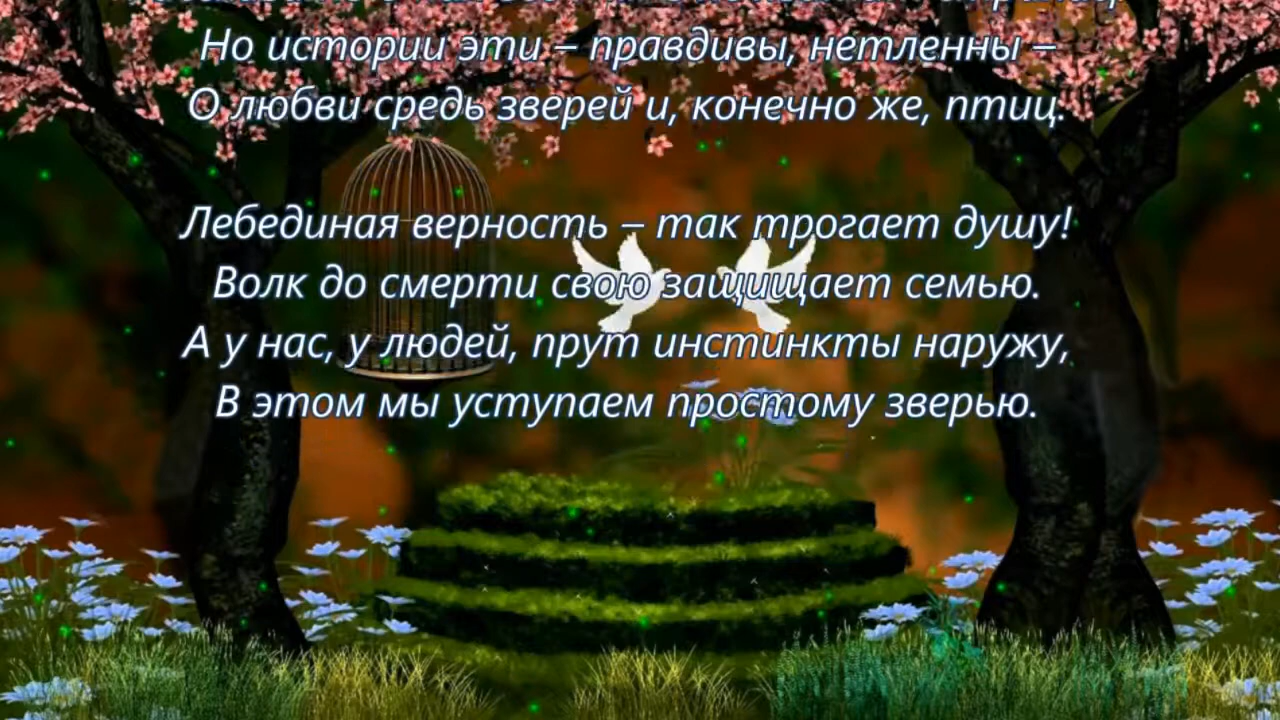 Но истории эти – правдивы, нетленны –
О любви средь зверей и, конечно же, птиц.
Лебединая верность – так трогает душу!
Волк до смерти свою защищает семью.
А у нас, у людей, прут инстинкты наружу,
В этом мы уступаем простому зверью.